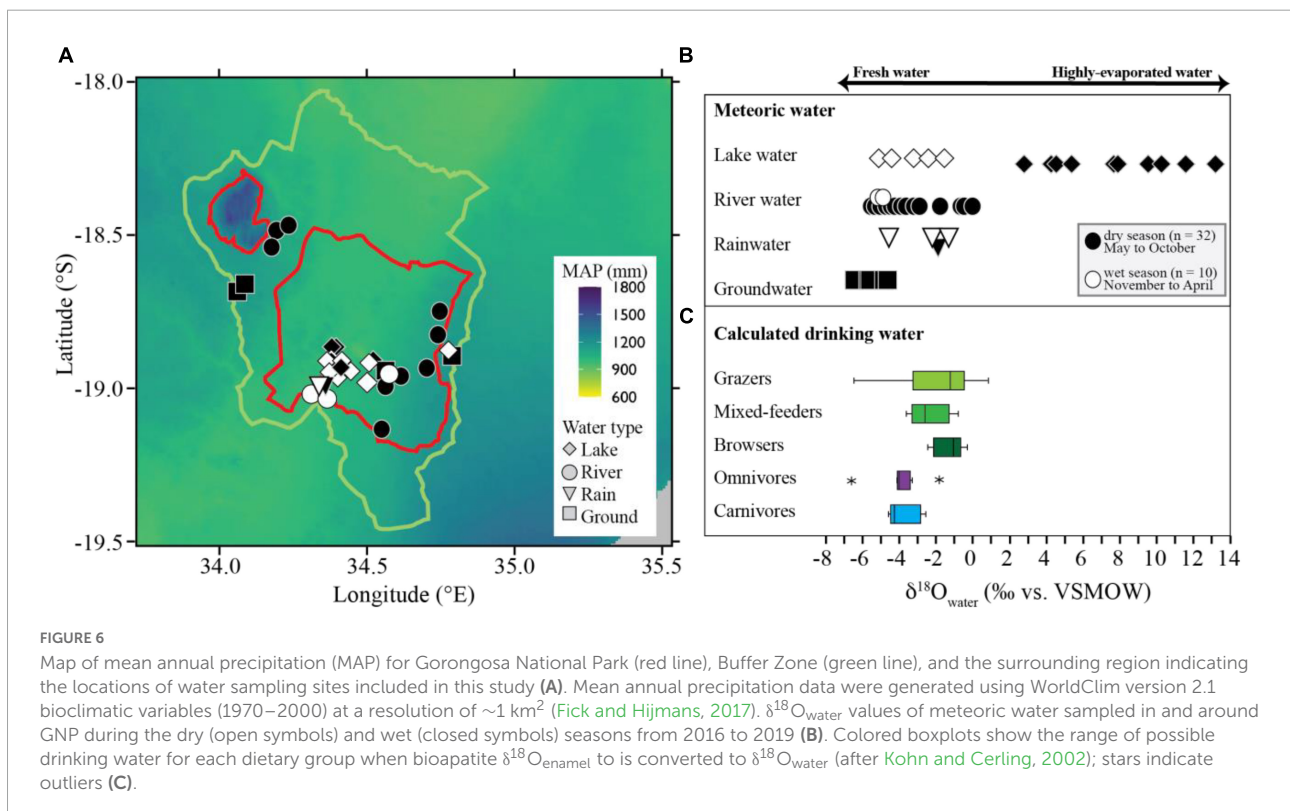 A
-18.0
-18.5
-19.0
-19.5
Latitude (°S)
34.0
34.5
35.0
35.5
Longitude (°E)
MAP (mm)
1800
1500
1200
900
600
Water type
Lake
River
Rain
Ground
B
Fresh water
Highly-evaporated water
Meteoric water
Lake water
River water
Rainwater
Groundwater
dry season (n = 32)
May to October
wet season (n = 10)
November to April
C
Calculated drinking water
Grazers
Mixed-feeders
Browsers
Omnivores
* *
Carnivores
-8 -6 -4 -2 0 2 4 6 8 10 12 14
δ¹⁸O_water (‰ vs. VSMOW)
FIGURE 6
Map of mean annual precipitation (MAP) for Gorongosa National Park (red line), Buffer Zone (green line), and the surrounding region indicating
the locations of water sampling sites included in this study (A). Mean annual precipitation data were generated using WorldClim version 2.1
bioclimatic variables (1970–2000) at a resolution of ~1 km² (Fick and Hijmans, 2017). δ¹⁸O_water values of meteoric water sampled in and around
GNP during the dry (open symbols) and wet (closed symbols) seasons from 2016 to 2019 (B). Colored boxplots show the range of possible
drinking water for each dietary group when bioapatite δ¹⁸O_enamel to is converted to δ¹⁸O_water (after Kohn and Cerling, 2002); stars indicate
outliers (C).